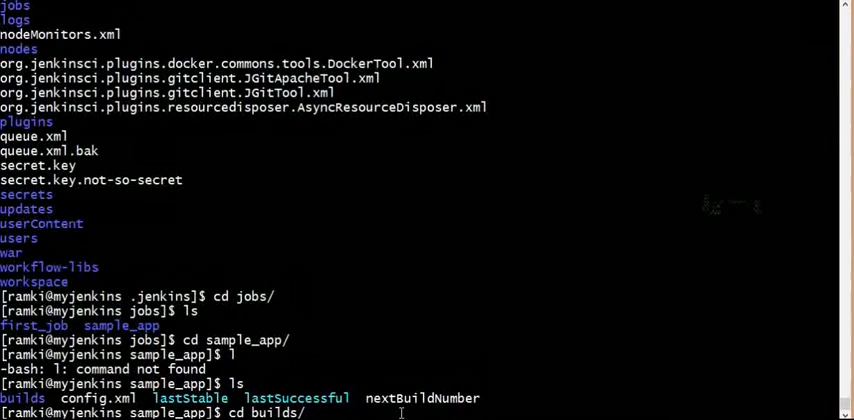 jobs
logs
nodeMonitors.xml
nodes
org.jenkinsci.plugins.docker.commons.tools.DockerTool.xml
org.jenkinsci.plugins.gitclient.JGitApacheTool.xml
org.jenkinsci.plugins.gitclient.JGitTool.xml
org.jenkinsci.plugins.resourcedisposer.AsyncResourceDisposer.xml
plugins
queue.xml
queue.xml.bak
secret.key
secret.key.not-so-secret
secrets
updates
userContent
users
war
workflow-libs
workspace
[ramki@myjenkins .jenkins]$ cd jobs/
[ramki@myjenkins jobs]$ ls
first_job  sample_app
[ramki@myjenkins jobs]$ cd sample_app/
[ramki@myjenkins sample_app]$ l
-bash: l: command not found
[ramki@myjenkins sample_app]$ ls
builds  config.xml  lastStable  lastSuccessful  nextBuildNumber
[ramki@myjenkins sample_app]$ cd builds/